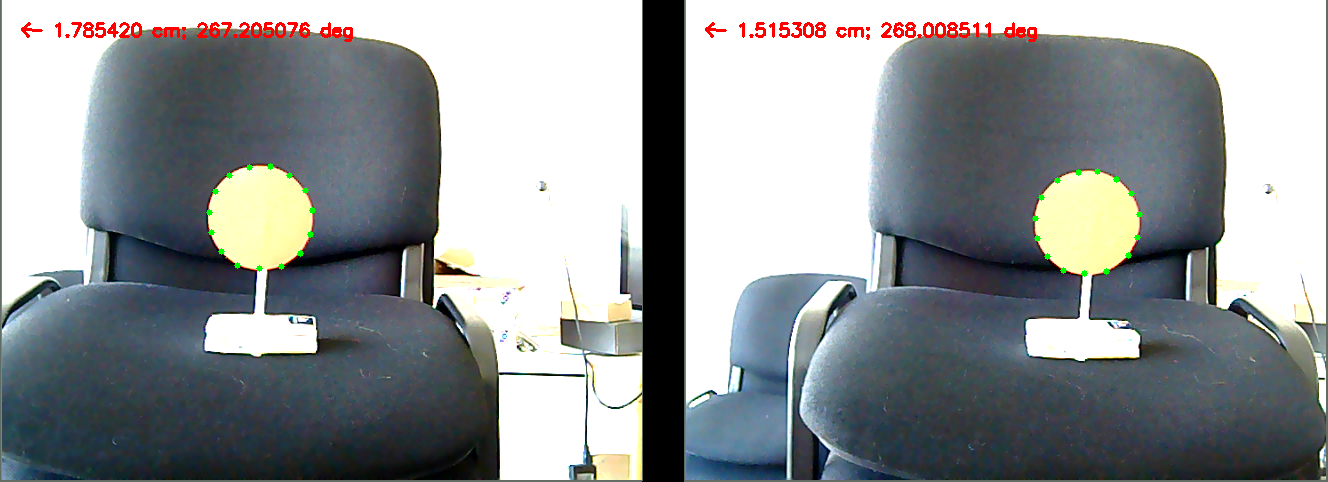 ← 1.785420 cm; 267.205076 deg
← 1.515308 cm; 268.008511 deg